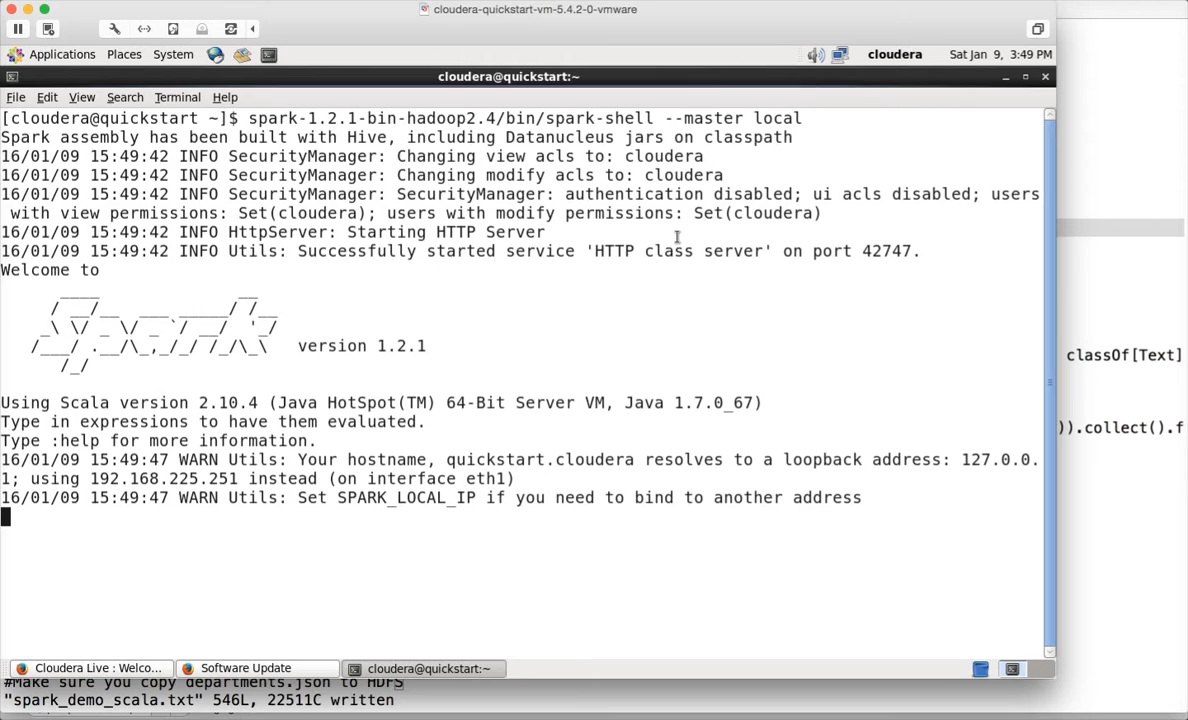 cloudera-quickstart-vm-5.4.2-0-vmware
Applications Places System cloudera Sat Jan 9, 3:49 PM
cloudera@quickstart:~
File Edit View Search Terminal Help
[cloudera@quickstart ~]$ spark-1.2.1-bin-hadoop2.4/bin/spark-shell --master local
Spark assembly has been built with Hive, including Datanucleus jars on classpath
16/01/09 15:49:42 INFO SecurityManager: Changing view acls to: cloudera
16/01/09 15:49:42 INFO SecurityManager: Changing modify acls to: cloudera
16/01/09 15:49:42 INFO SecurityManager: SecurityManager: authentication disabled; ui acls disabled; users
with view permissions: Set(cloudera); users with modify permissions: Set(cloudera)
16/01/09 15:49:42 INFO HttpServer: Starting HTTP Server
16/01/09 15:49:42 INFO Utils: Successfully started service 'HTTP class server' on port 42747.
Welcome to
Spark version 1.2.1
Using Scala version 2.10.4 (Java HotSpot(TM) 64-Bit Server VM, Java 1.7.0_67)
Type in expressions to have them evaluated.
Type :help for more information.
16/01/09 15:49:47 WARN Utils: Your hostname, quickstart.cloudera resolves to a loopback address: 127.0.0.
1; using 192.168.225.251 instead (on interface eth1)
16/01/09 15:49:47 WARN Utils: Set SPARK_LOCAL_IP if you need to bind to another address
classOf[Text]
)).collect().f
Cloudera Live : Welco... Software Update cloudera@quickstart:~
#Make sure you copy departments.json to HDFS
"spark_demo_scala.txt" 546L, 22511C written